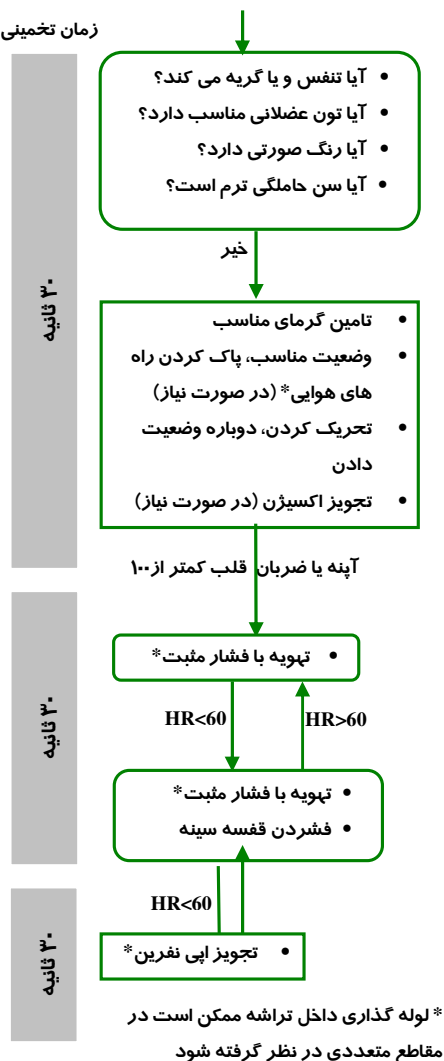 زمان تخمینی
• آیا تنفس و یا گریه می کند؟
• آیا تون عضلانی مناسب دارد؟
• آیا رنگ صورتی دارد؟
• آیا سن حاملگی ترم است؟
۳۰ ثانیه
خیر
• تامین گرمای مناسب
• وضعیت مناسب، پاک کردن راه
های هوایی* (در صورت نیاز)
• تحریک کردن، دوباره وضعیت
دادن
• تجویز اکسیژن (در صورت نیاز)
آپنه یا ضربان قلب کمتر از۱۰۰
• تهویه با فشار مثبت*
۳۰ ثانیه
HR<60
HR>60
• تهویه با فشار مثبت*
• فشردن قفسه سینه
HR<60
۳۰ ثانیه
• تجویز اپی نفرین*
* لوله گذاری داخل تراشه ممکن است در
مقاطع متعددی در نظر گرفته شود